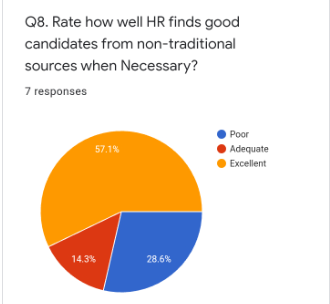 Q8. Rate how well HR finds good
candidates from non-traditional
sources when Necessary?
7 responses
Poor
Adequate
Excellent
57.1%
14.3%
28.6%